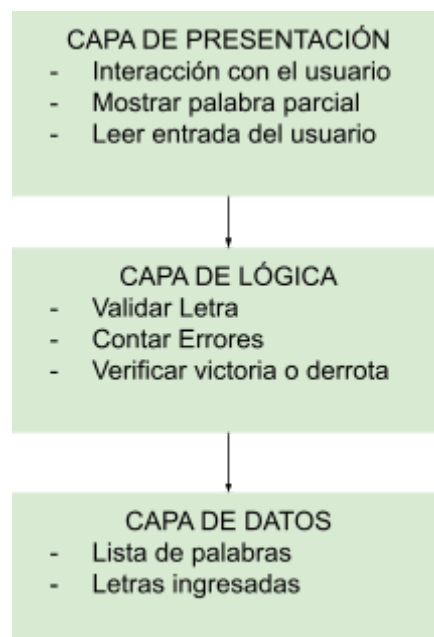 CAPA DE PRESENTACIÓN
- Interacción con el usuario
- Mostrar palabra parcial
- Leer entrada del usuario
CAPA DE LÓGICA
- Validar Letra
- Contar Errores
- Verificar victoria o derrota
CAPA DE DATOS
- Lista de palabras
- Letras ingresadas